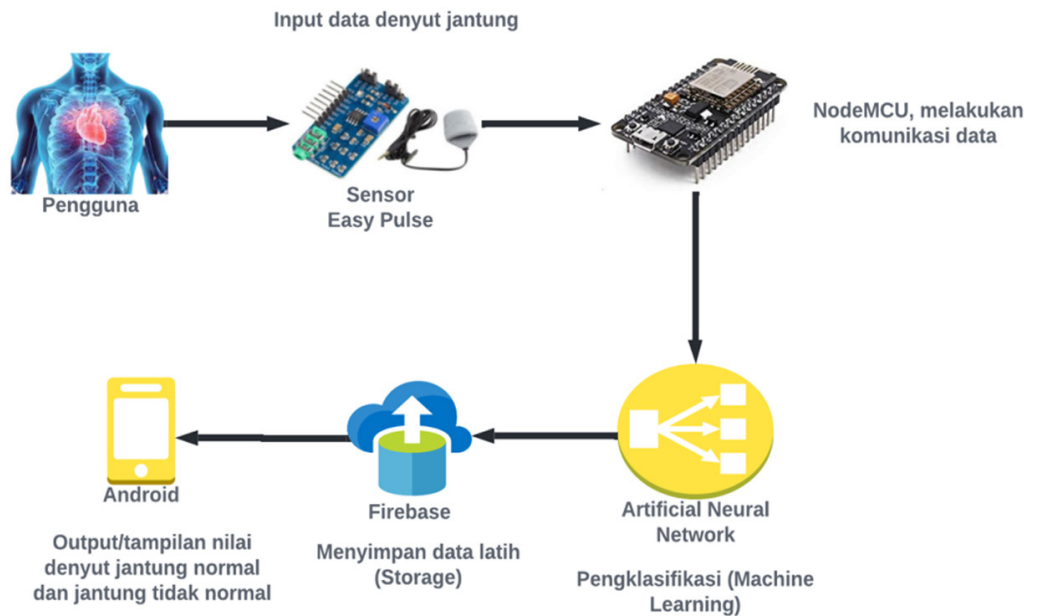 Input data denyut jantung
Pengguna
Sensor
Easy Pulse
NodeMCU, melakukan
komunikasi data
Android
Output/tampilan nilai
denyut jantung normal
dan jantung tidak normal
Firebase
Menyimpan data latih
(Storage)
Artificial Neural
Network
Pengklasifikasi (Machine
Learning)